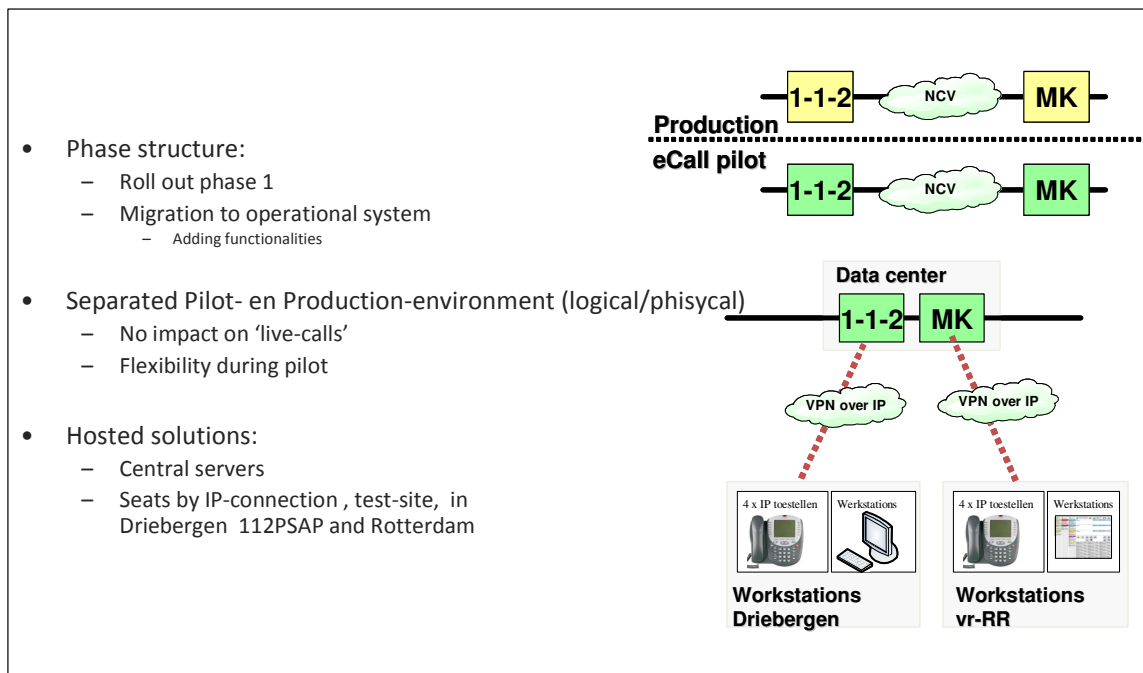 • Phase structure:
– Roll out phase 1
– Migration to operational system
– Adding functionalities
• Separated Pilot- en Production-environment (logical/phisycal)
– No impact on ‘live-calls’
– Flexibility during pilot
• Hosted solutions:
– Central servers
– Seats by IP-connection , test-site, in
Driebergen 112PSAP and Rotterdam
1-1-2 NCV MK
Production
eCall pilot
1-1-2 NCV MK
Data center
1-1-2 MK
VPN over IP VPN over IP
4 x IP toestellen Werkstations
Workstations
Driebergen
4 x IP toestellen Werkstations
Workstations
vr-RR